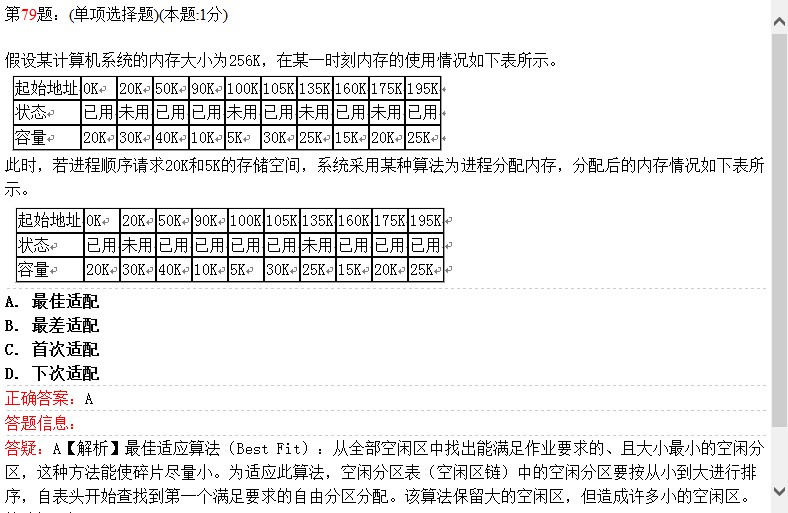 第79题：(单项选择题)(本题:1分)
假设某计算机系统的内存大小为256K，在某一时刻内存的使用情况如下表所示。
起始地址 0K 20K 50K 90K 100K 105K 135K 160K 175K 195K
状态 已用 未用 已用 已用 未用 已用 未用 已用 未用 已用
容量 20K 30K 40K 10K 5K 30K 25K 15K 20K 25K
此时，若进程顺序请求20K和5K的存储空间，系统采用某种算法为进程分配内存，分配后的内存情况如下表所
示。
起始地址 0K 20K 50K 90K 100K 105K 135K 160K 175K 195K
状态 已用 未用 已用 已用 已用 已用 未用 已用 已用 已用
容量 20K 30K 40K 10K 5K 30K 25K 15K 20K 25K
A. 最佳适配
B. 最差适配
C. 首次适配
D. 下次适配
正确答案：A
答题信息：
答疑：A【解析】最佳适应算法（Best Fit）：从全部空闲区中找出能满足作业要求的、且大小最小的空闲分
区，这种方法能使碎片尽量小。为适应此算法，空闲分区表（空闲区链）中的空闲分区要按从小到大进行排
序，自表头开始查找到第一个满足要求的自由分区分配。该算法保留大的空闲区，但造成许多小的空闲区。